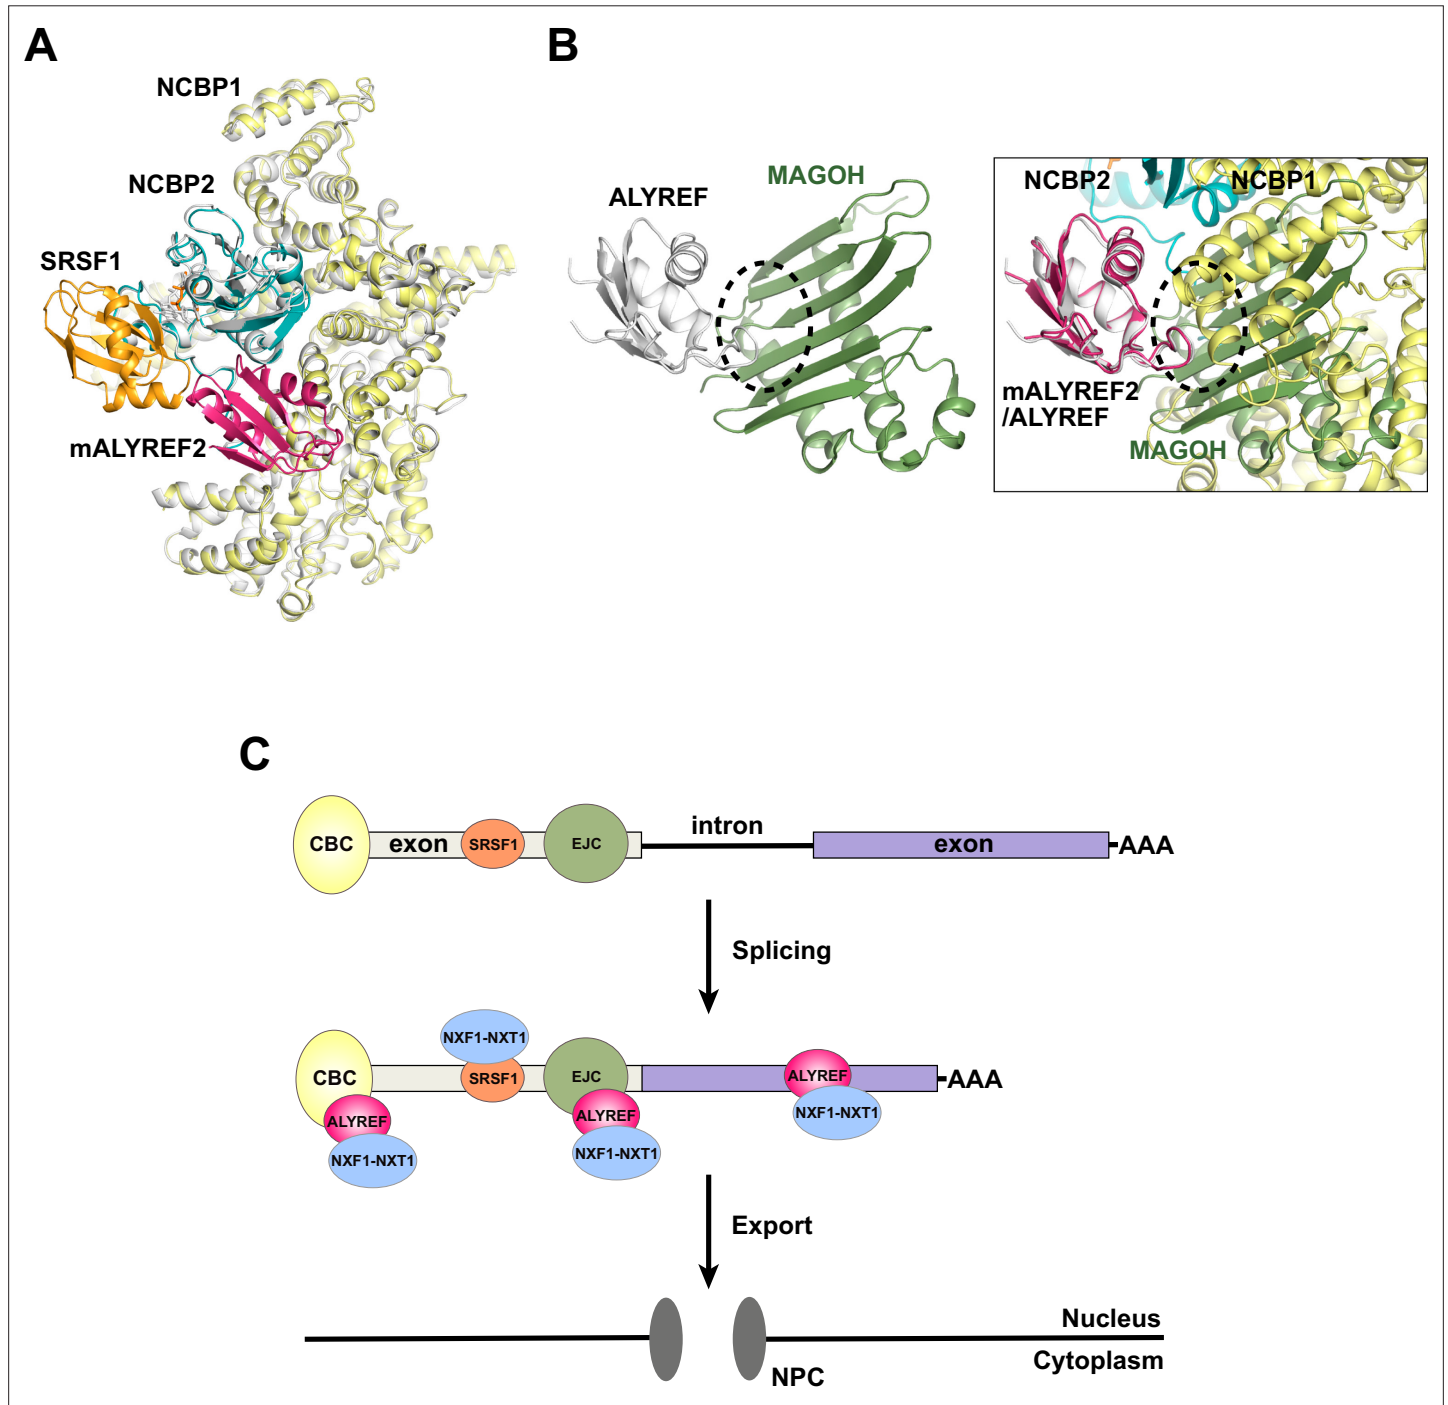 A
NCBP1
NCBP2
SRSF1
mALYREF2
B
ALYREF
MAGOH
NCBP2
NCBP1
mALYREF2
/ALYREF
MAGOH
C
CBC
exon
SRSF1
EJC
intron
exon
AAA
Splicing
NXF1-NXT1
CBC
SRSF1
EJC
ALYREF
AAA
ALYREF
ALYREF
NXF1-NXT1
NXF1-NXT1
NXF1-NXT1
Export
Nucleus
Cytoplasm
NPC